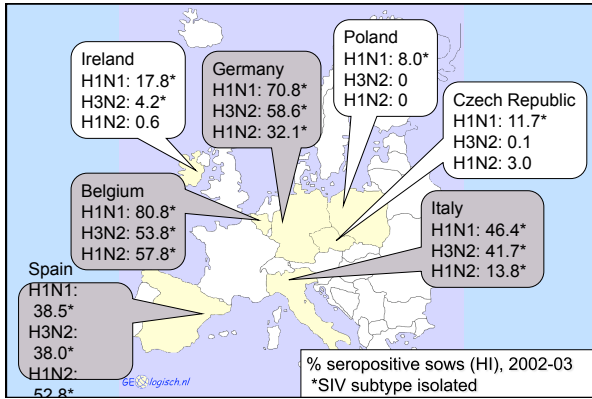 Ireland
H1N1: 17.8*
H3N2: 4.2*
H1N2: 0.6
Germany
H1N1: 70.8*
H3N2: 58.6*
H1N2: 32.1*
Poland
H1N1: 8.0*
H3N2: 0
H1N2: 0
Czech Republic
H1N1: 11.7*
H3N2: 0.1
H1N2: 3.0
Belgium
H1N1: 80.8*
H3N2: 53.8*
H1N2: 57.8*
Italy
H1N1: 46.4*
H3N2: 41.7*
H1N2: 13.8*
Spain
H1N1:
38.5*
H3N2:
38.0*
H1N2:
52.8*
GEOlogisch.nl
% seropositive sows (HI), 2002-03
*SIV subtype isolated